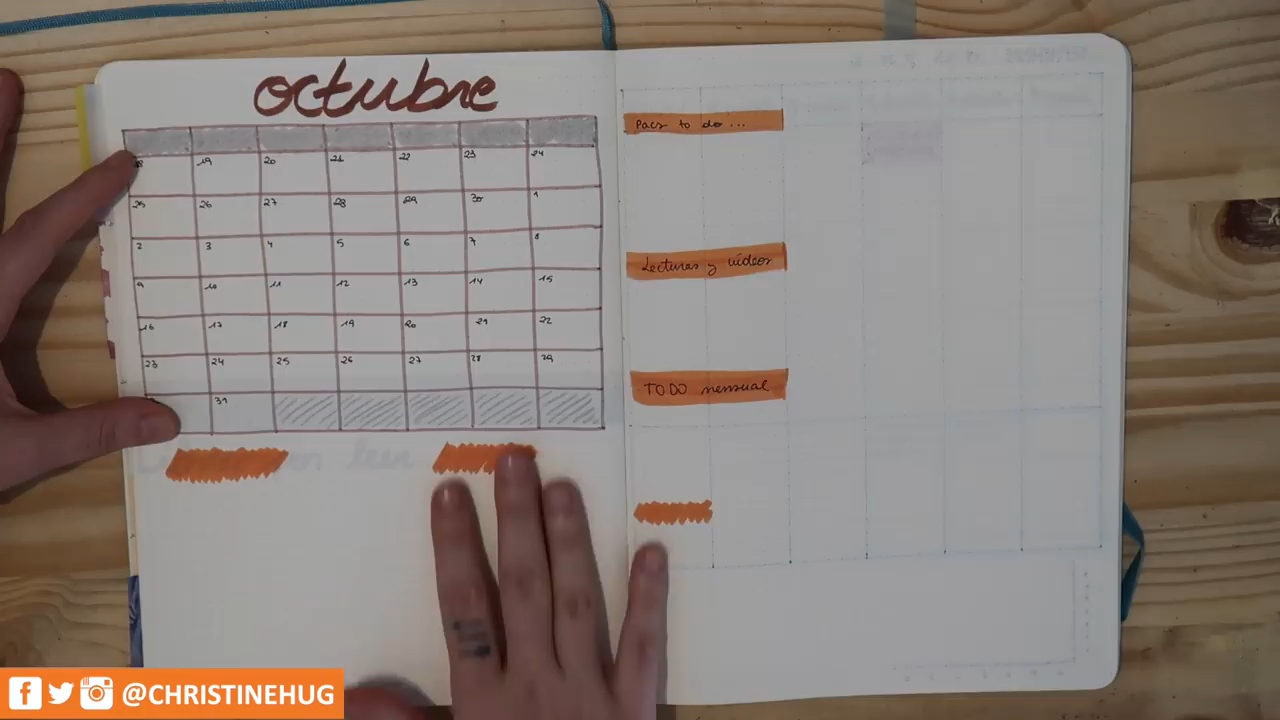 octubre
18 19 20 21 22 23 24
25 26 27 28 29 30 1
2 3 4 5 6 7 8
9 10 11 12 13 14 15
16 17 18 19 20 21 22
23 24 25 26 27 28 29
31
Pacs to do...
Lecturas y vídeos
TODO mensual
@CHRISTINEHUG